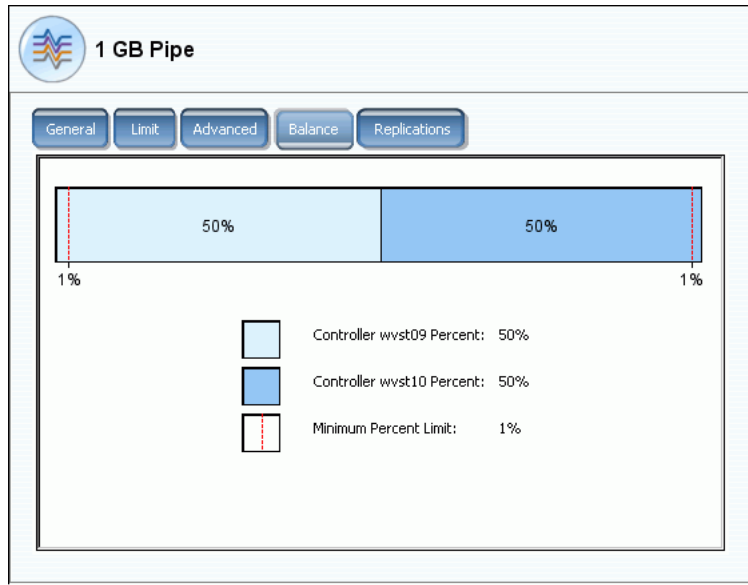 1 GB Pipe
General Limit Advanced Balance Replications
50% 50%
1% 1%
Controller wvst09 Percent: 50%
Controller wvst10 Percent: 50%
Minimum Percent Limit: 1%